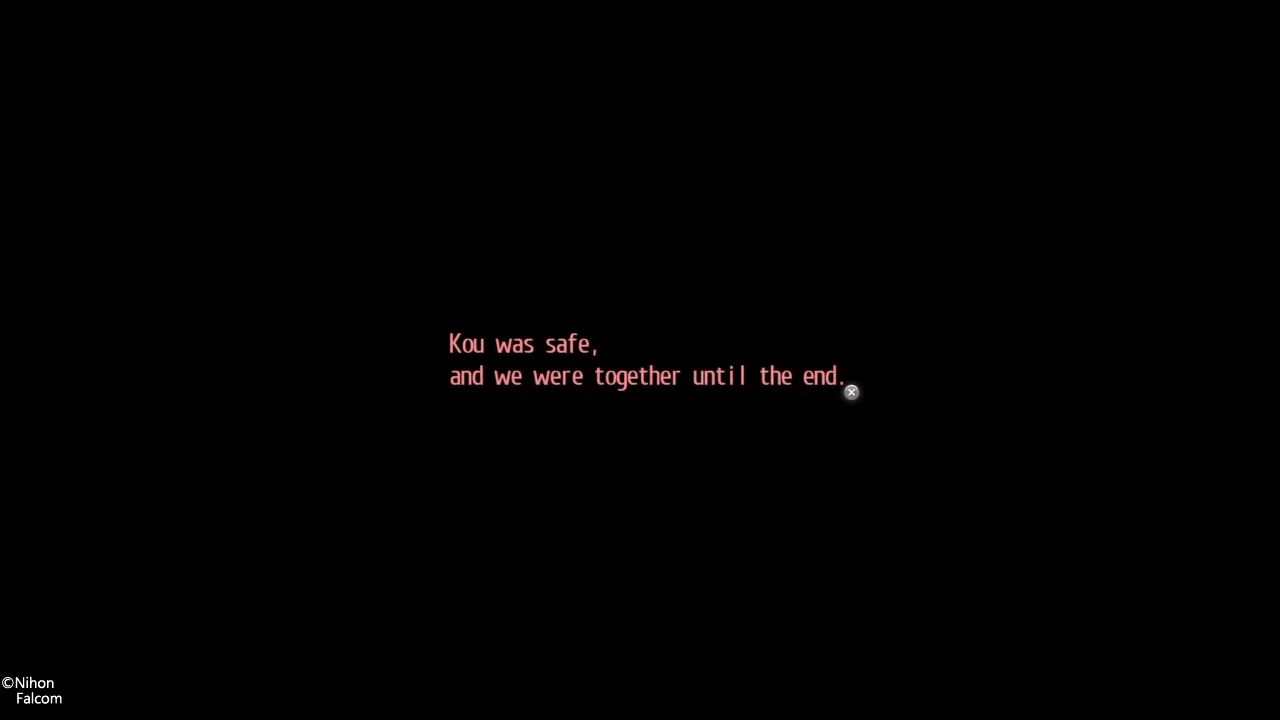 Kou was safe,
and we were together until the end.
©Nihon
Falcom